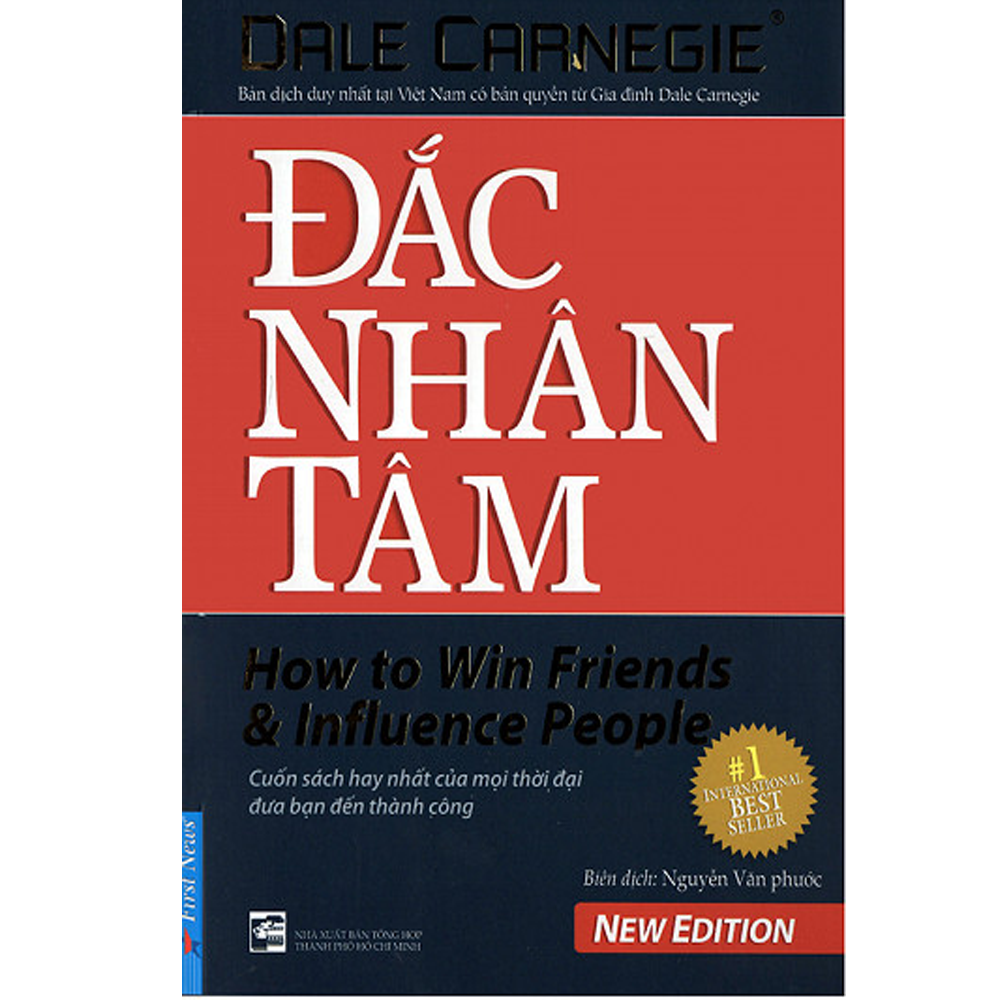 DALE CARNEGIE®
Bản dịch duy nhất tại Việt Nam có bản quyền từ Gia đình Dale Carnegie
ĐẮC
NHÂN
TÂM
How to Win Friends
& Influence People
Cuốn sách hay nhất của mọi thời đại
đưa bạn đến thành công
#1
INTERNATIONAL
BEST
SELLER
Biên dịch: Nguyễn Văn phước
NEW EDITION
First News
NHÀ XUẤT BẢN TỔNG HỢP
THÀNH PHỐ HỒ CHÍ MINH